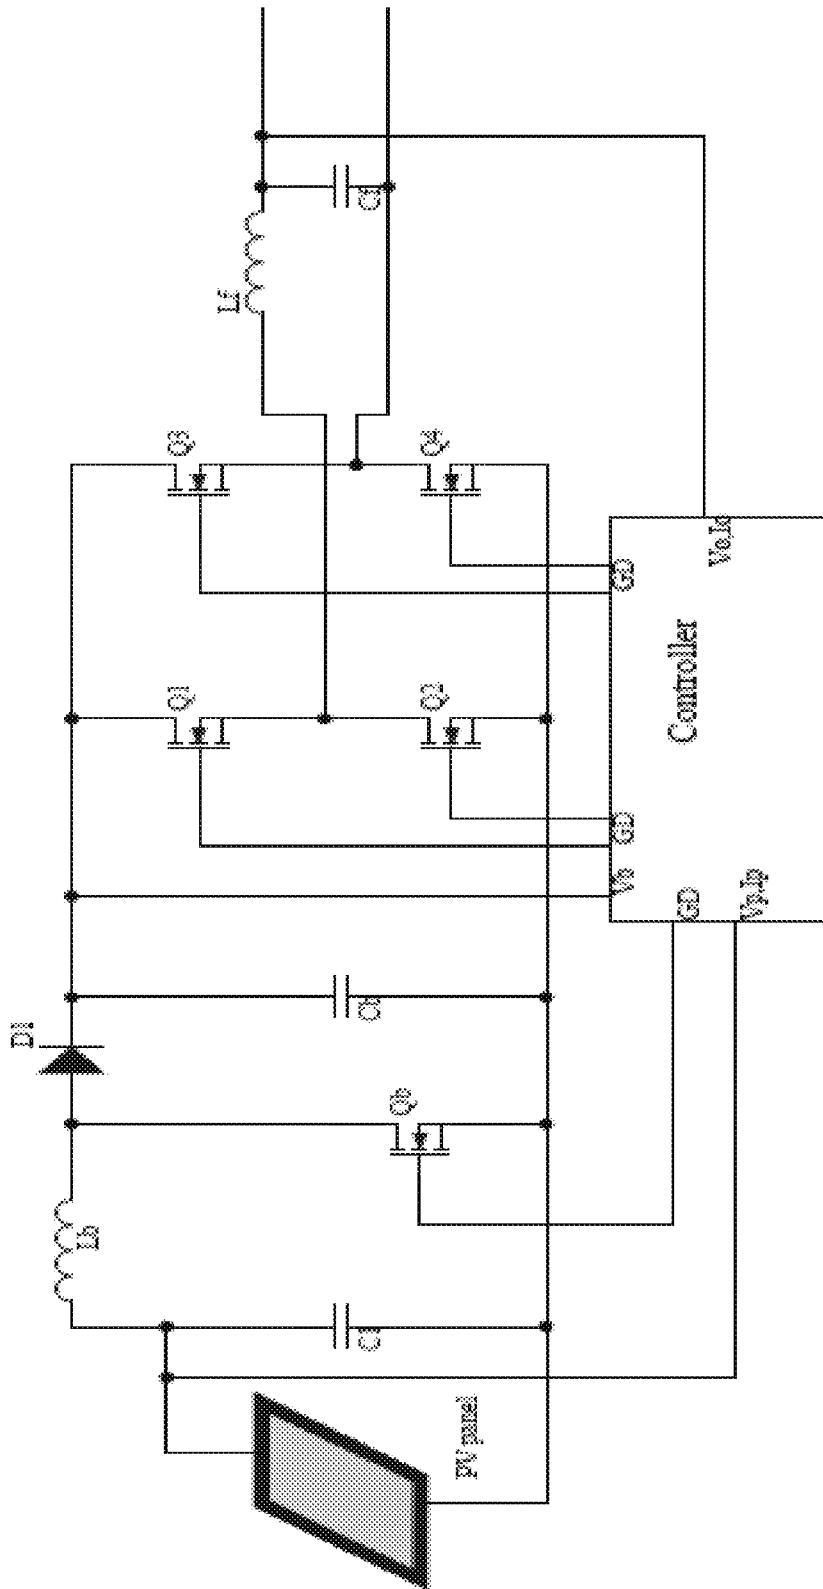 PV panel
Lb
Qb
D1
Cb
Q1
Q2
Q3
Q4
Lf
Cf
Vp,Ip
GD
Vb
GD
GD
Controller
Vo,Io